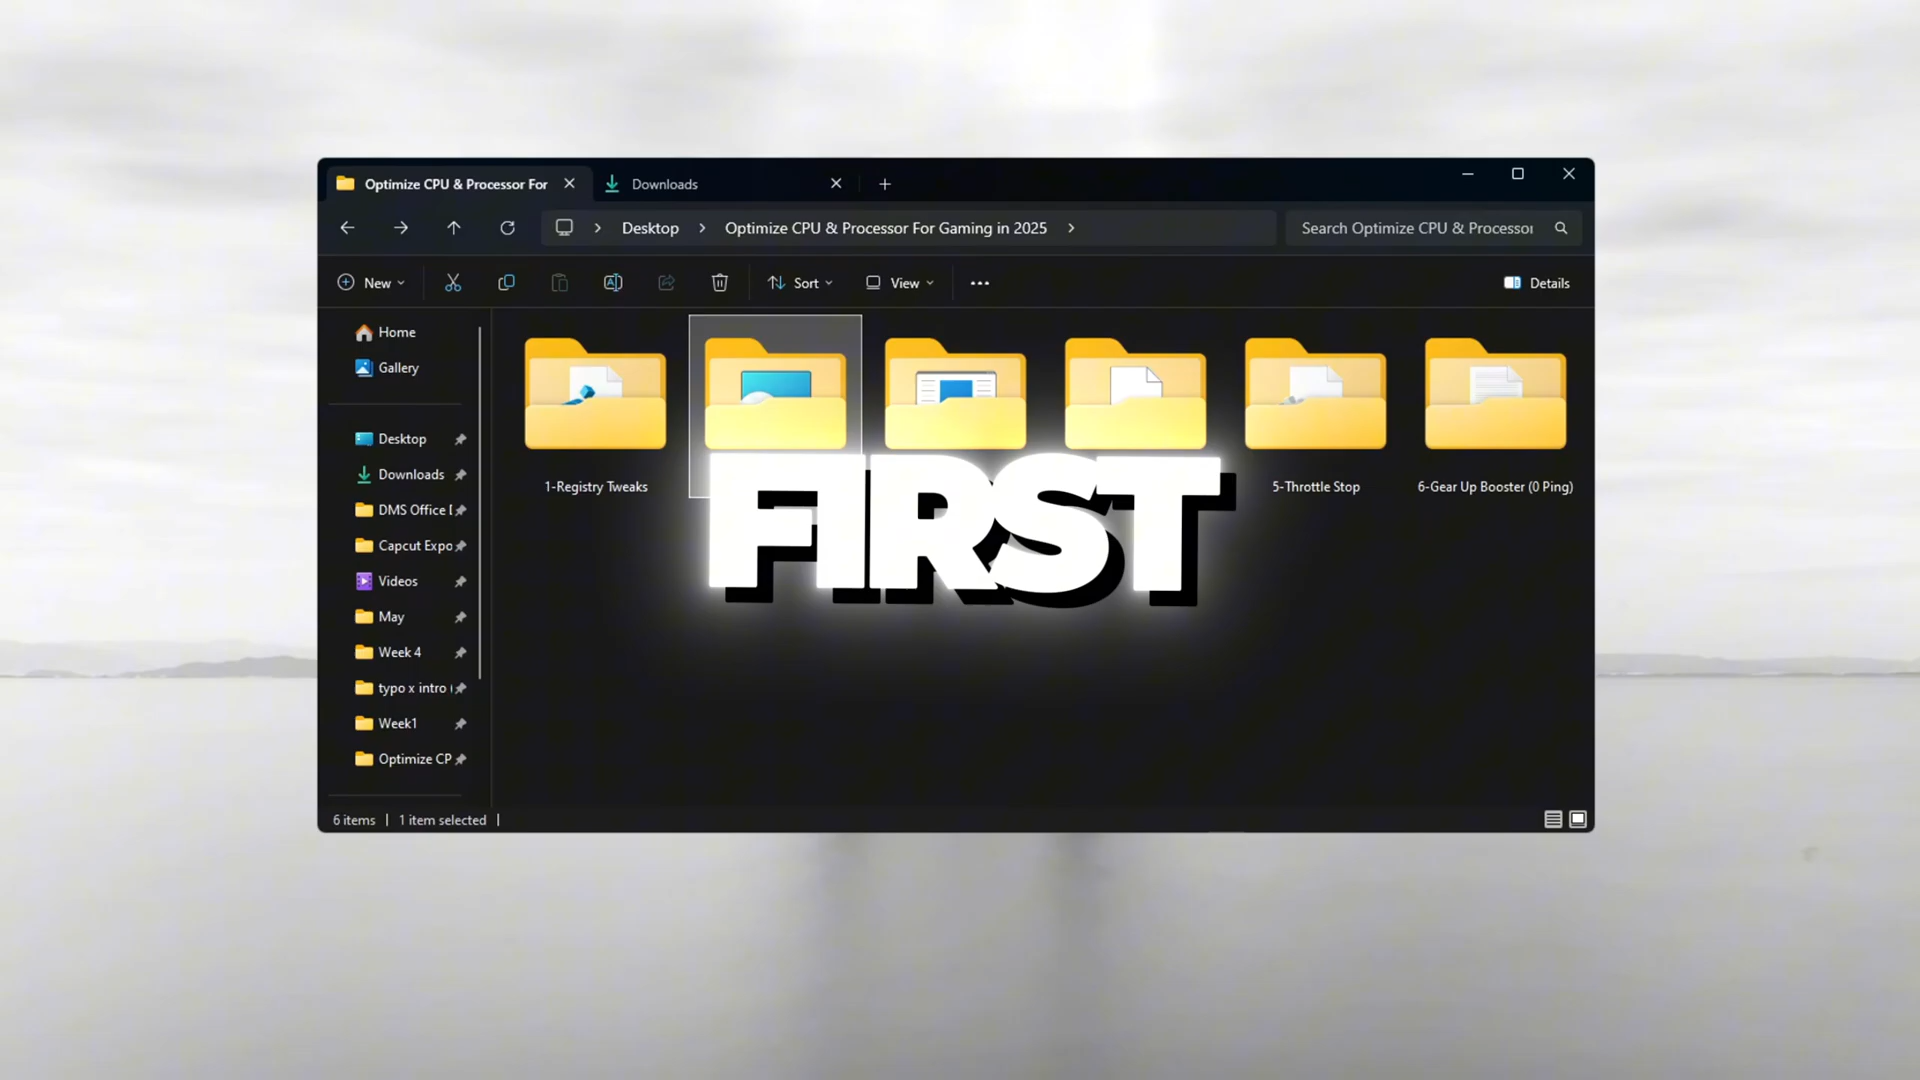 Optimize CPU & Processor For
Downloads
Desktop
Optimize CPU & Processor For Gaming in 2025
Search Optimize CPU & Processor
New
Sort
View
Details
Home
Gallery
Desktop
Downloads
DMS Office
Capcut Expo
Videos
May
Week 4
typo x intro
Week1
Optimize CP
1-Registry Tweaks
5-Throttle Stop
6-Gear Up Booster (0 Ping)
FIRST
6 items
1 item selected